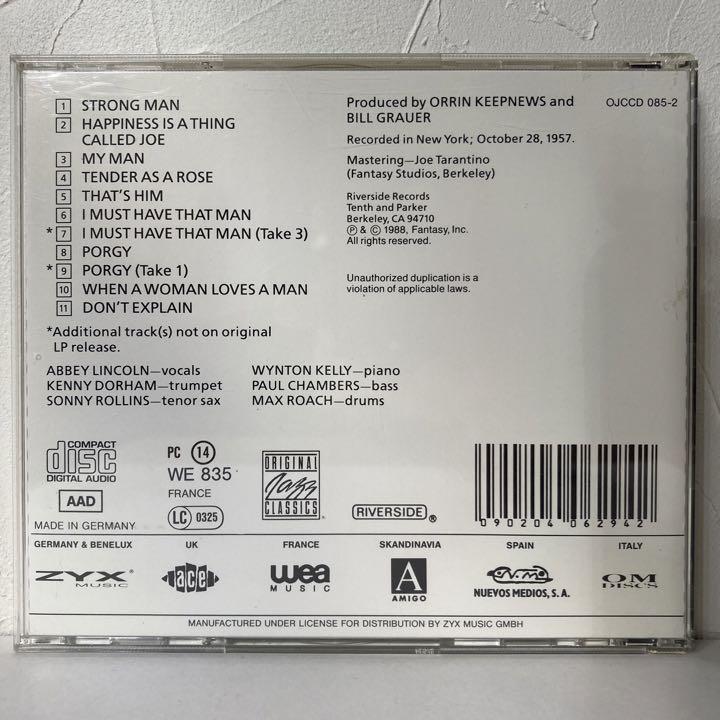 1 STRONG MAN
2 HAPPINESS IS A THING
CALLED JOE
3 MY MAN
4 TENDER AS A ROSE
5 THAT'S HIM
6 I MUST HAVE THAT MAN
* 7 I MUST HAVE THAT MAN (Take 3)
8 PORGY
* 9 PORGY (Take 1)
10 WHEN A WOMAN LOVES A MAN
11 DON'T EXPLAIN
*Additional track(s) not on original
LP release.
Produced by ORRIN KEEPNEWS and
BILL GRAUER
Recorded in New York; October 28, 1957.
Mastering—Joe Tarantino
(Fantasy Studios, Berkeley)
Riverside Records
Tenth and Parker
Berkeley, CA 94710
℗ & © 1988, Fantasy, Inc.
All rights reserved.
Unauthorized duplication is a
violation of applicable laws.
OJCCD 085-2
ABBEY LINCOLN—vocals
KENNY DORHAM—trumpet
SONNY ROLLINS—tenor sax
WYNTON KELLY—piano
PAUL CHAMBERS—bass
MAX ROACH—drums
COMPACT
disc
DIGITAL AUDIO
AAD
MADE IN GERMANY
PC 14
WE 835
FRANCE
LC 0325
ORIGINAL
Jazz
CLASSICS
RIVERSIDE®
0 90204 06294 2
GERMANY & BENELUX
ZYX®
MUSIC
UK
ace
FRANCE
wea
MUSIC
SKANDINAVIA
A
AMIGO
SPAIN
n.m.
NUEVOS MEDIOS, S.A.
ITALY
OM
DISCS
MANUFACTURED UNDER LICENSE FOR DISTRIBUTION BY ZYX MUSIC GMBH